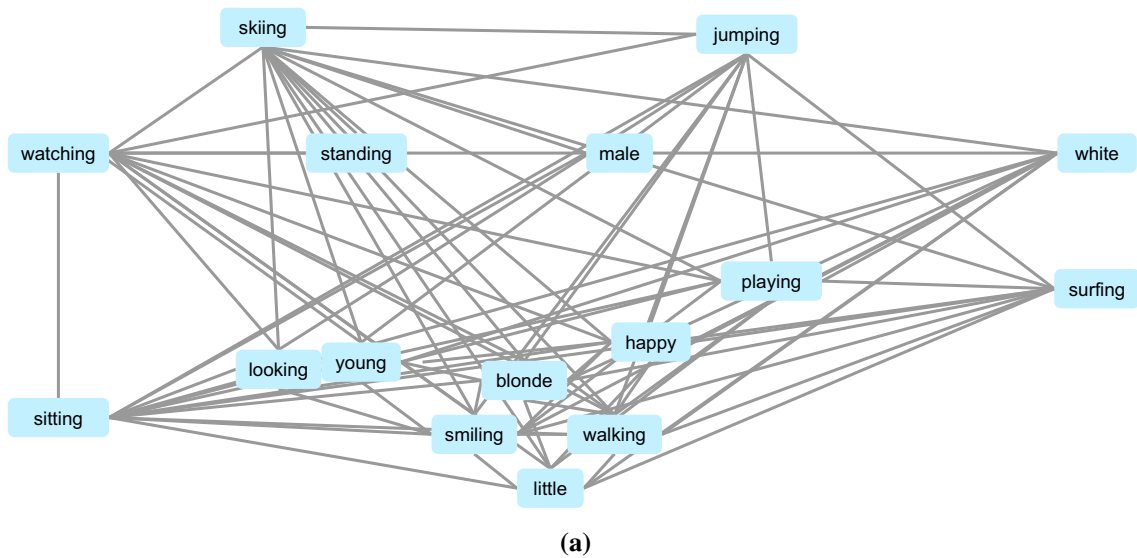 skiing
jumping
watching
standing
male
white
playing
surfing
happy
young
looking
blonde
sitting
smiling
walking
little
(a)